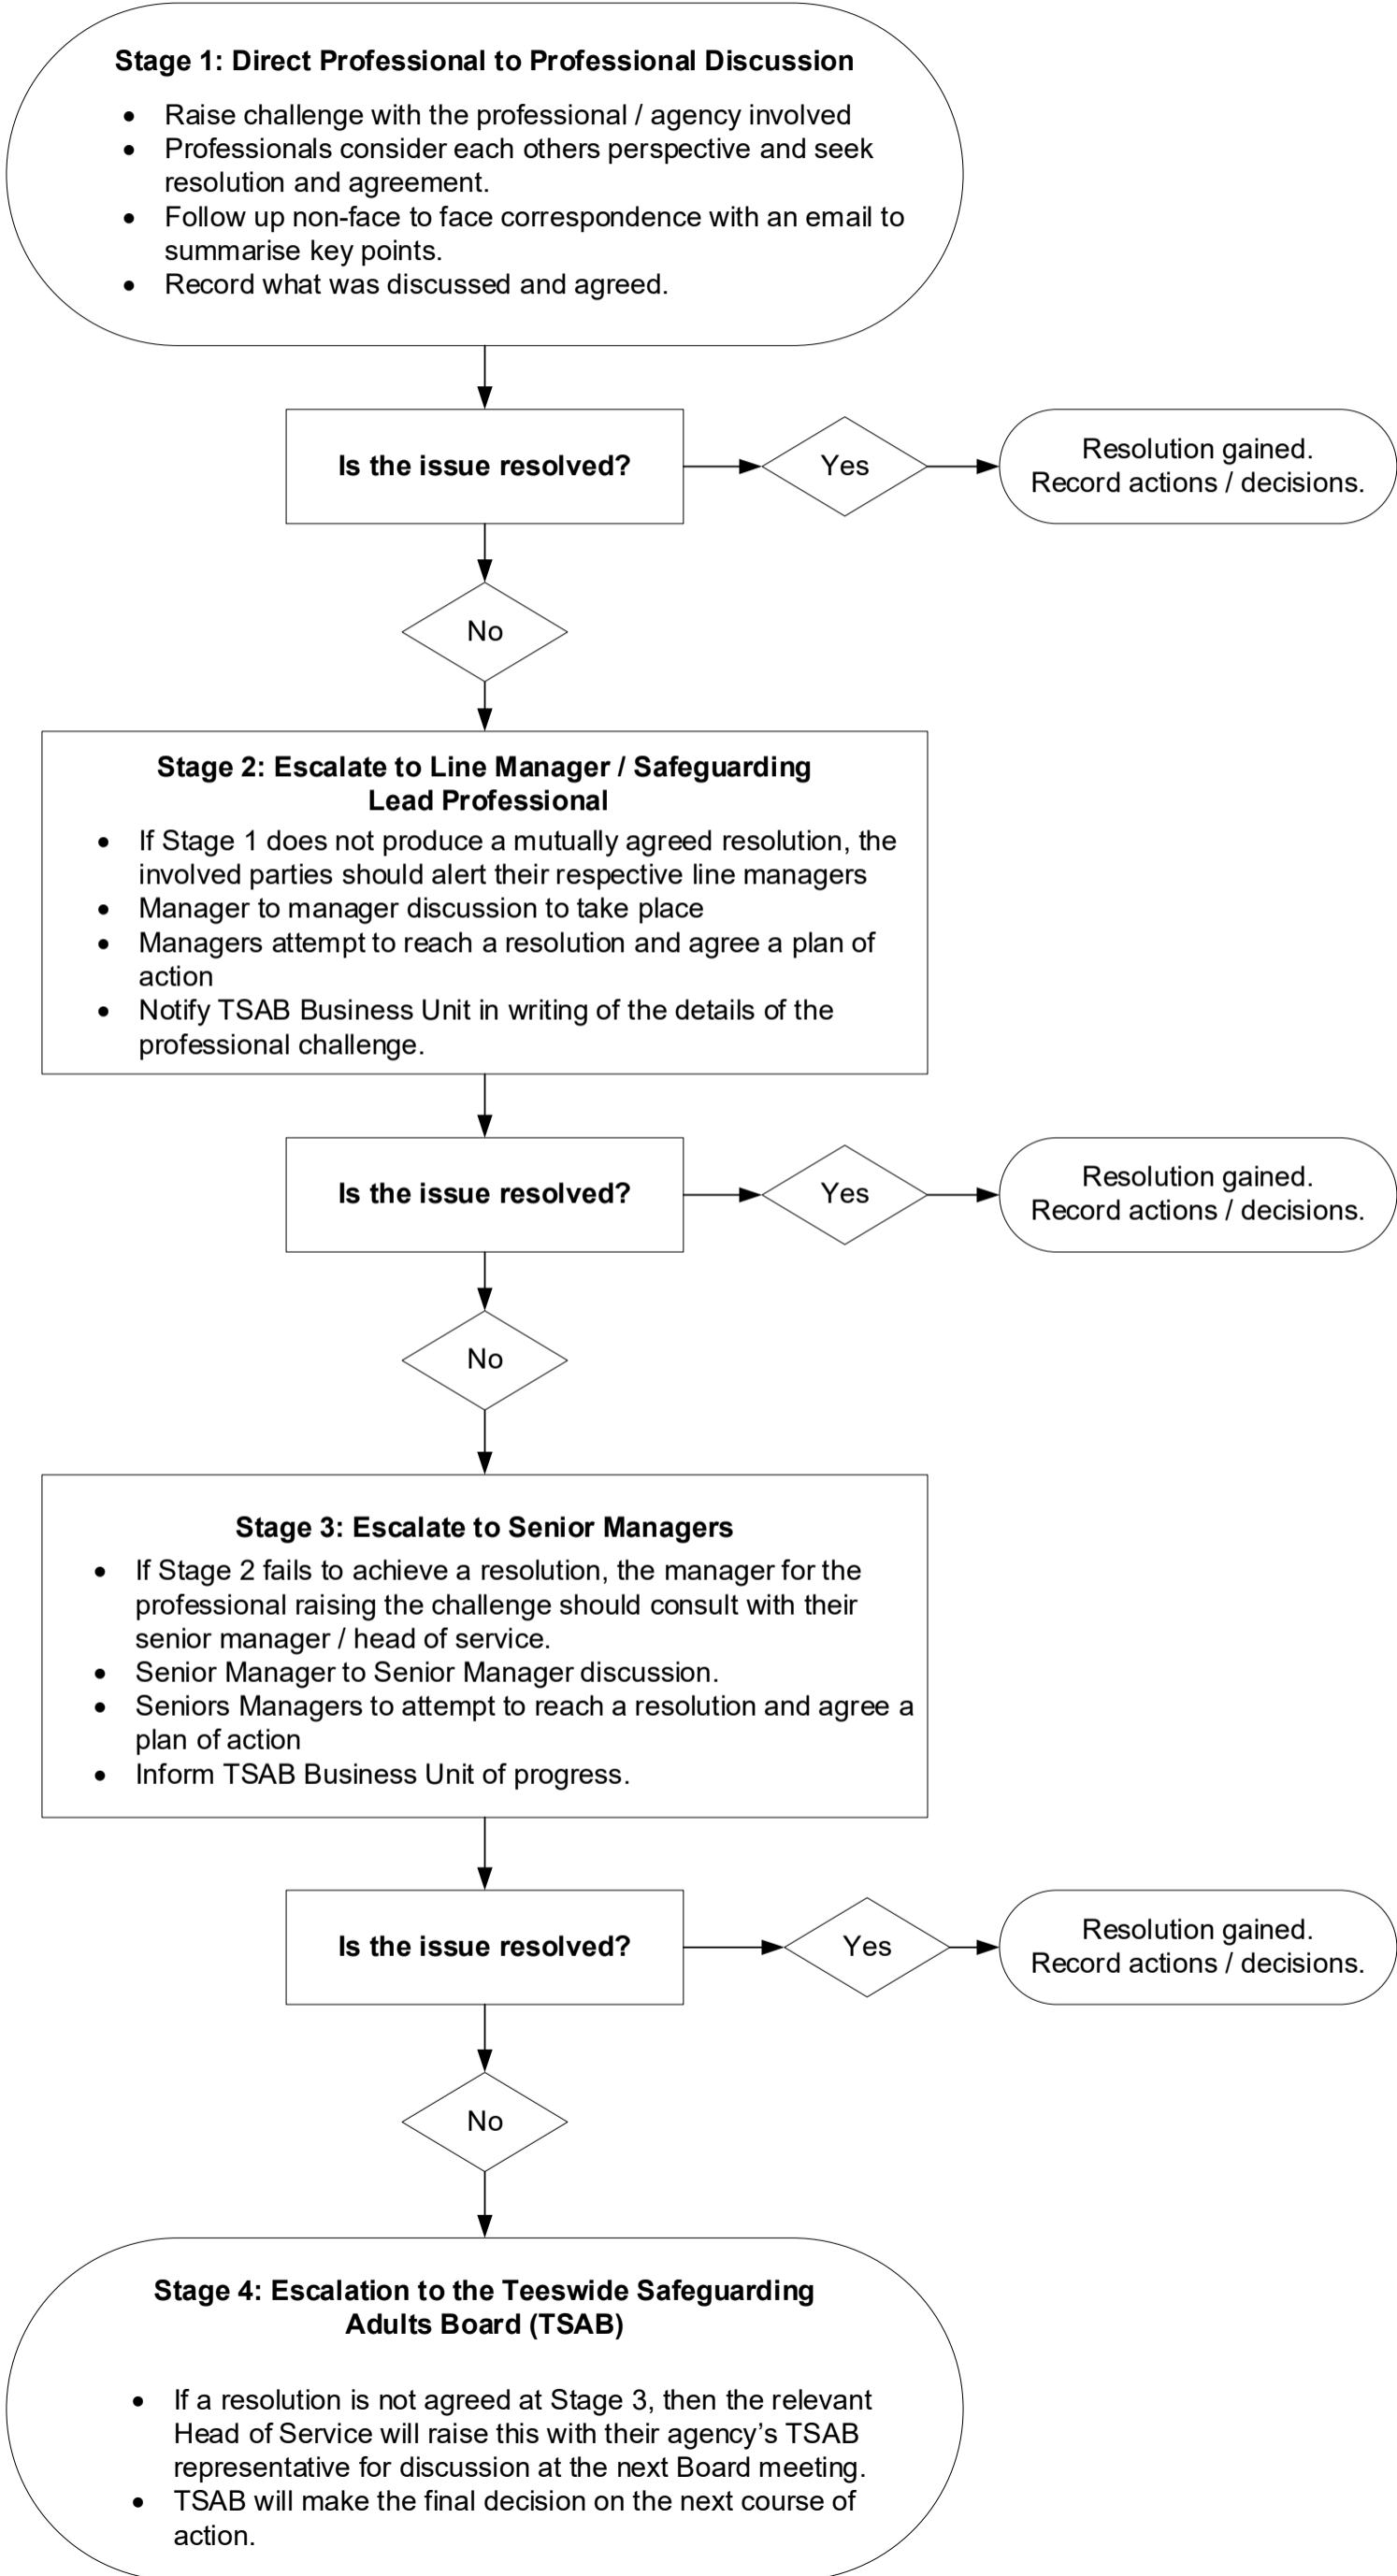 Stage 1: Direct Professional to Professional Discussion
• Raise challenge with the professional / agency involved
• Professionals consider each others perspective and seek
resolution and agreement.
• Follow up non-face to face correspondence with an email to
summarise key points.
• Record what was discussed and agreed.
Is the issue resolved?
Yes
Resolution gained.
Record actions / decisions.
No
Stage 2: Escalate to Line Manager / Safeguarding
Lead Professional
• If Stage 1 does not produce a mutually agreed resolution, the
involved parties should alert their respective line managers
• Manager to manager discussion to take place
• Managers attempt to reach a resolution and agree a plan of
action
• Notify TSAB Business Unit in writing of the details of the
professional challenge.
Is the issue resolved?
Yes
Resolution gained.
Record actions / decisions.
No
Stage 3: Escalate to Senior Managers
• If Stage 2 fails to achieve a resolution, the manager for the
professional raising the challenge should consult with their
senior manager / head of service.
• Senior Manager to Senior Manager discussion.
• Seniors Managers to attempt to reach a resolution and agree a
plan of action
• Inform TSAB Business Unit of progress.
Is the issue resolved?
Yes
Resolution gained.
Record actions / decisions.
No
Stage 4: Escalation to the Teeswide Safeguarding
Adults Board (TSAB)
• If a resolution is not agreed at Stage 3, then the relevant
Head of Service will raise this with their agency’s TSAB
representative for discussion at the next Board meeting.
• TSAB will make the final decision on the next course of
action.